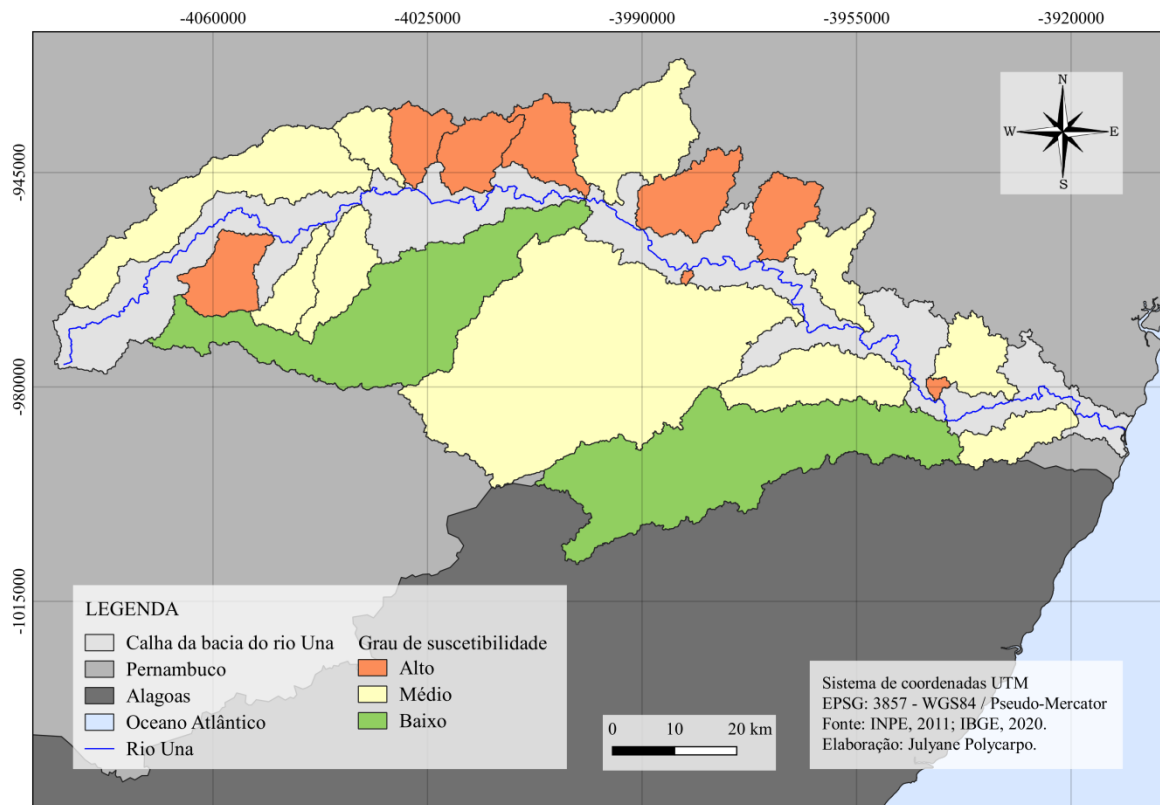 -4060000 -4025000 -3990000 -3955000 -3920000
N
W E
S
-945000
-980000
-1015000
LEGENDA
Calha da bacia do rio Una
Pernambuco
Alagoas
Oceano Atlântico
Rio Una
Grau de suscetibilidade
Alto
Médio
Baixo
0 10 20 km
Sistema de coordenadas UTM
EPSG: 3857 - WGS84 / Pseudo-Mercator
Fonte: INPE, 2011; IBGE, 2020.
Elaboração: Julyane Polycarpo.